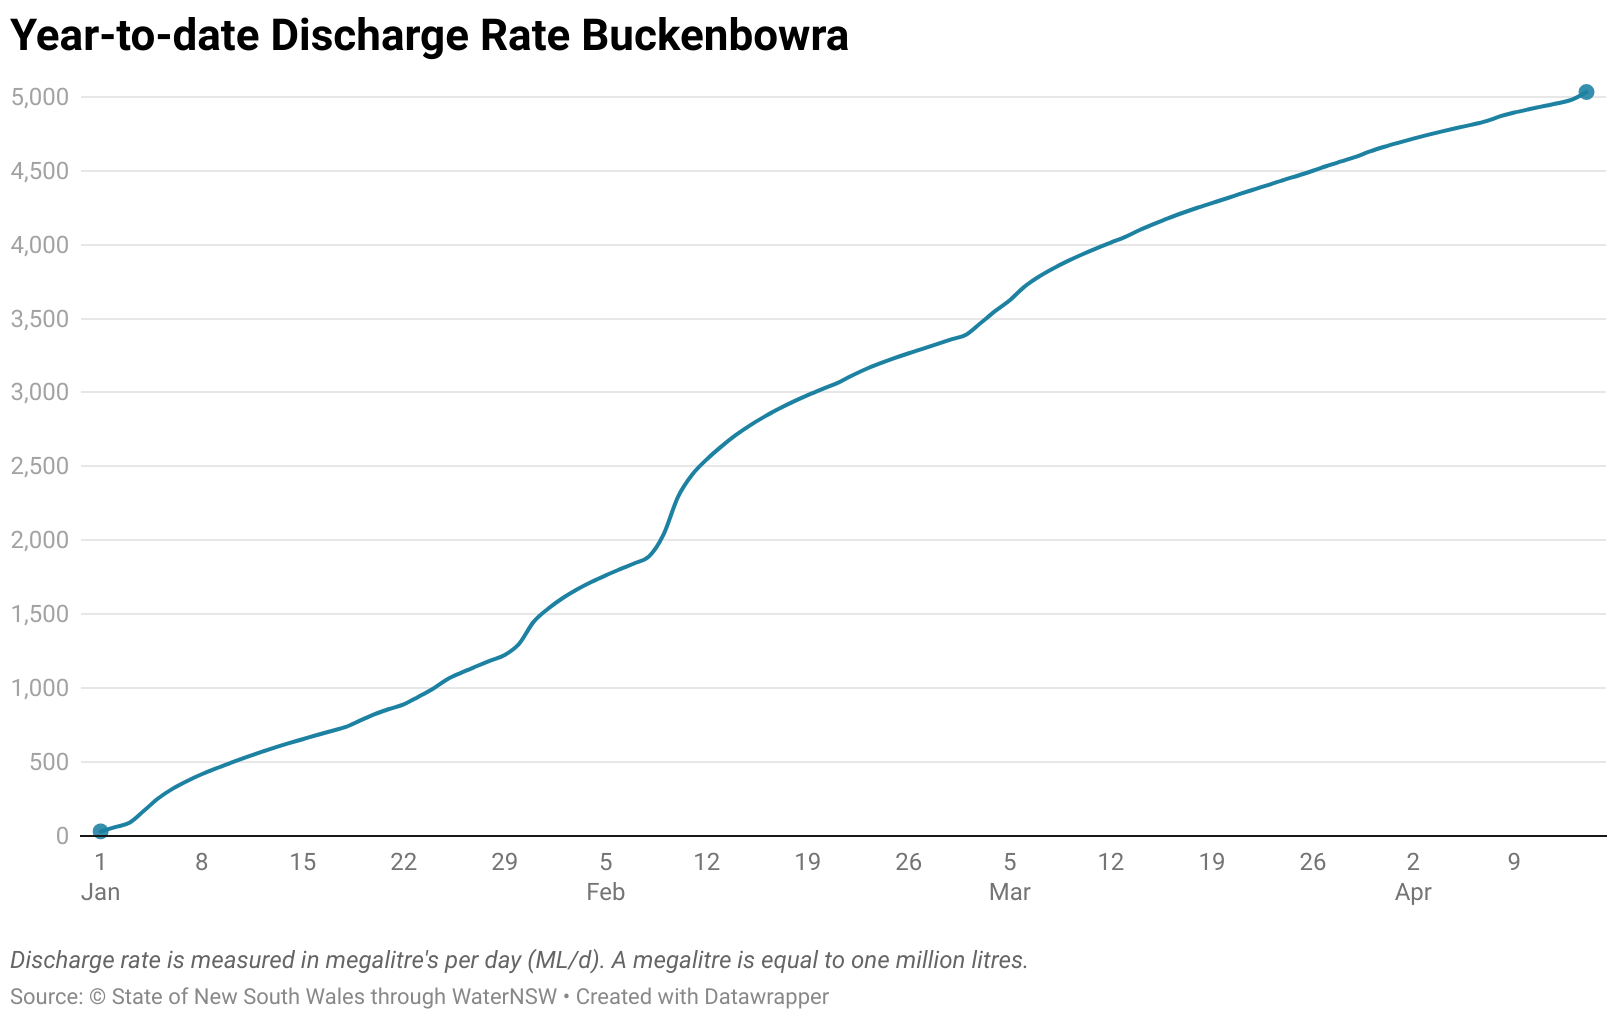 Year-to-date Discharge Rate Buckenbowra
5,000
4,500
4,000
3,500
3,000
2,500
2,000
1,500
1,000
500
0
1 8 15 22 29 5 12 19 26 5 12 19 26 2 9
Jan Feb Mar Apr
Discharge rate is measured in megalitre's per day (ML/d). A megalitre is equal to one million litres.
Source: © State of New South Wales through WaterNSW • Created with Datawrapper